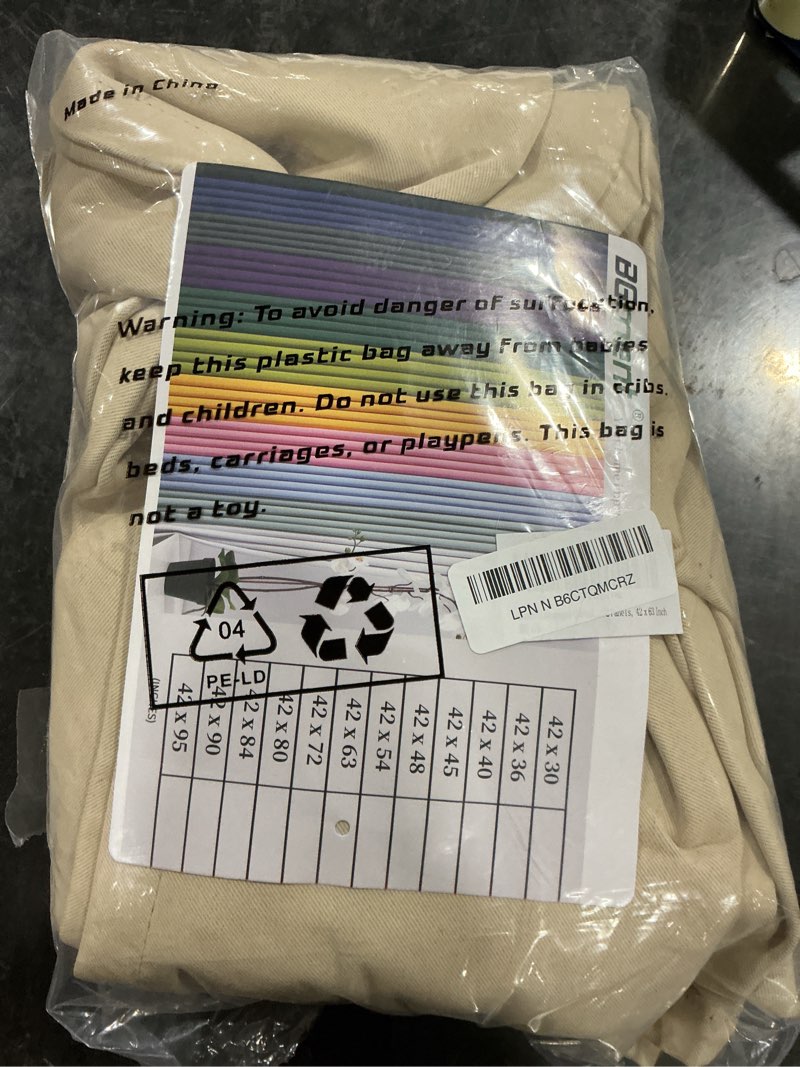 Made in China
BGment
®
Warning: To avoid danger of suffocation,
keep this plastic bag away from babies
and children. Do not use this bag in cribs.
beds, carriages, or playpens. This bag is
not a toy.
LPN N B6CTQMCRZ
42 x 63 Inch
04
PE-LD
42 x 95
42 x 90
42 x 84
42 x 80
42 x 72
42 x 63
42 x 54
42 x 48
42 x 45
42 x 40
42 x 36
42 x 30